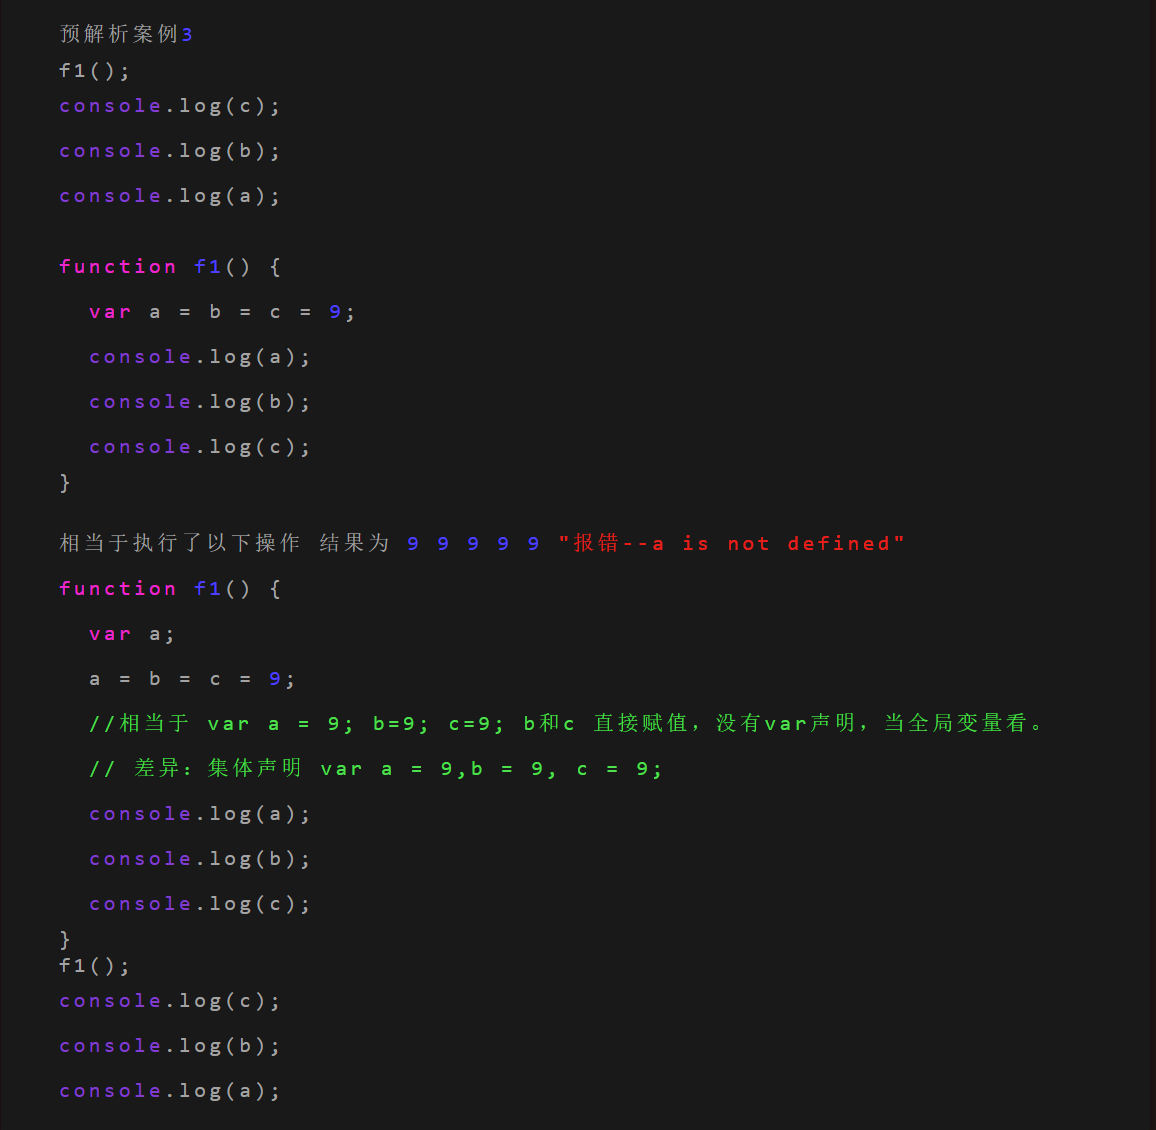 预解析案例3
f1();
console.log(c);
console.log(b);
console.log(a);
function f1() {
var a = b = c = 9;
console.log(a);
console.log(b);
console.log(c);
}
相当于执行了以下操作 结果为 9 9 9 9 9 "报错--a is not defined"
function f1() {
var a;
a = b = c = 9;
//相当于 var a = 9; b=9; c=9; b和c 直接赋值，没有var声明，当全局变量看。
// 差异：集体声明 var a = 9,b = 9, c = 9;
console.log(a);
console.log(b);
console.log(c);
}
f1();
console.log(c);
console.log(b);
console.log(a);